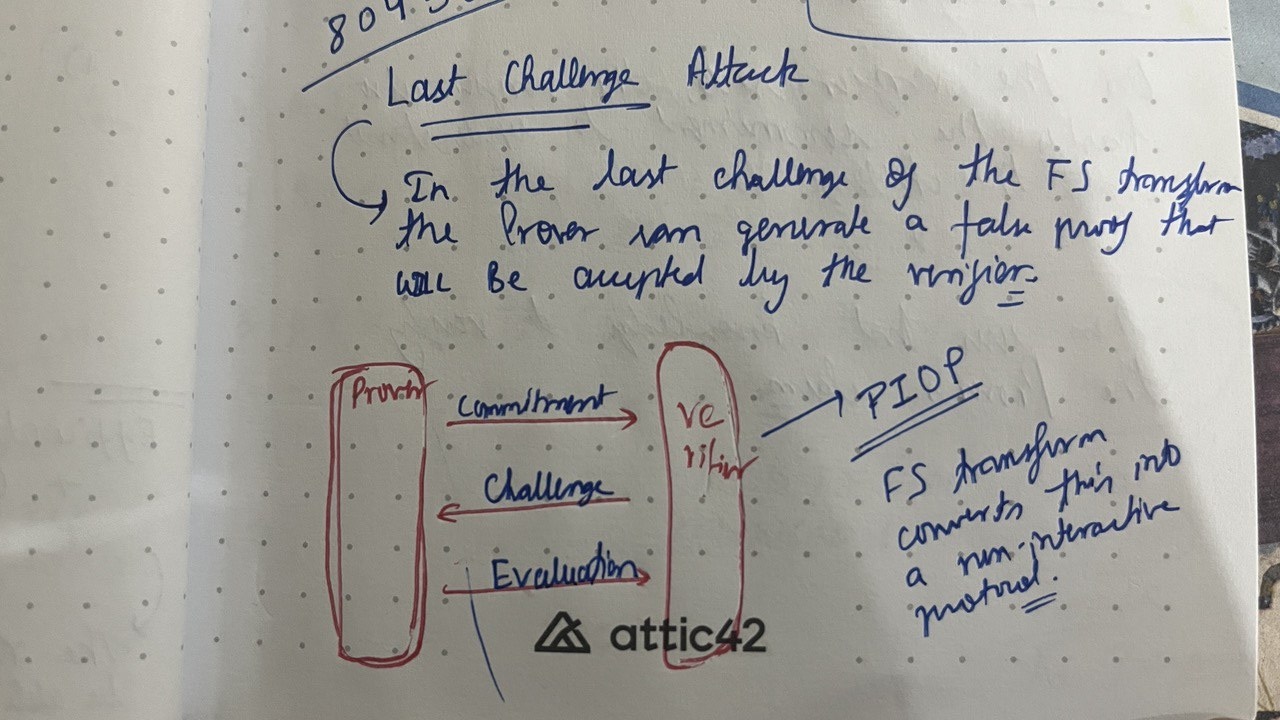 Last Challenge Attack
In the last challenge of the FS transform
the Prover can generate a false proof that
will Be accepted by the verifier.
Prover
Commitment
Challenge
Evaluation
ve
rifier
PIOP
FS transform
converts this into
a non-interactive
protocol.
attic42